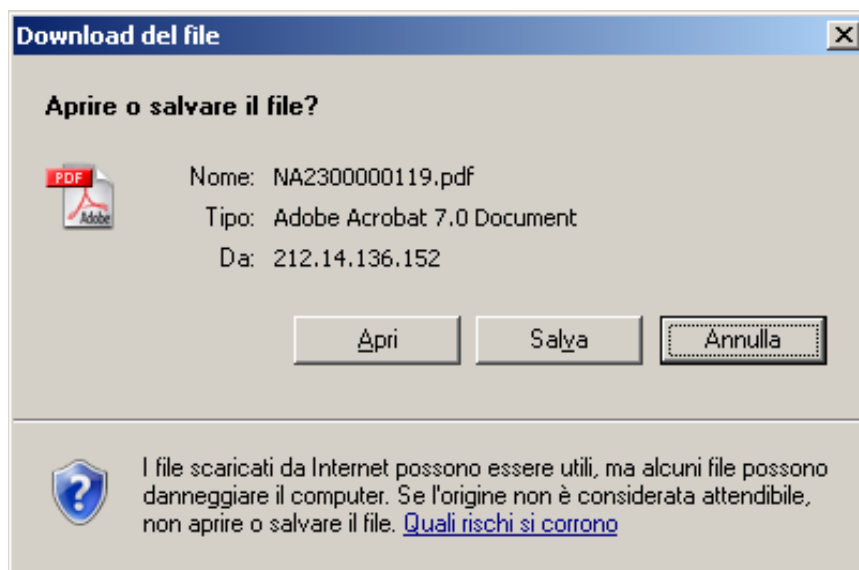 Download del file
Aprire o salvare il file?
PDF
Adobe
Nome: NA2300000119.pdf
Tipo: Adobe Acrobat 7.0 Document
Da: 212.14.136.152
Apri Salva Annulla
I file scaricati da Internet possono essere utili, ma alcuni file possono
danneggiare il computer. Se l'origine non è considerata attendibile,
non aprire o salvare il file. Quali rischi si corrono